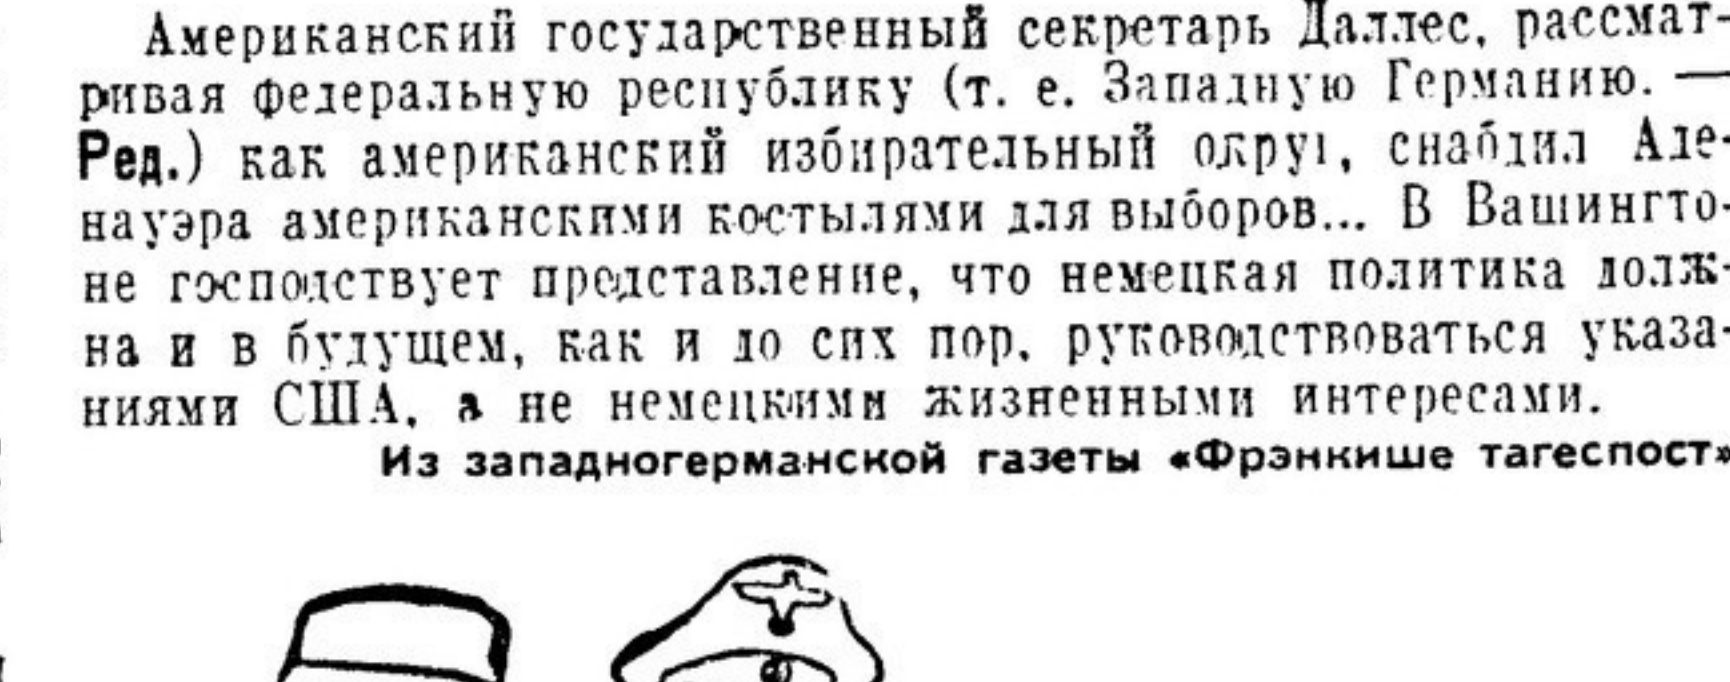 Американский государственный секретарь Даллес, рассмат-
ривая федеральную республику (т. е. Западную Германию. —
Ред.) как американский избирательный округ, снабдил Аде-
науэра американскими костылями для выборов... В Вашингто-
не господствует представление, что немецкая политика долж-
на и в будущем, как и до сих пор, руководствоваться указа-
ниями США, а не немецкими жизненными интересами.
Из западногерманской газеты «Фрэнкише тагеспост»